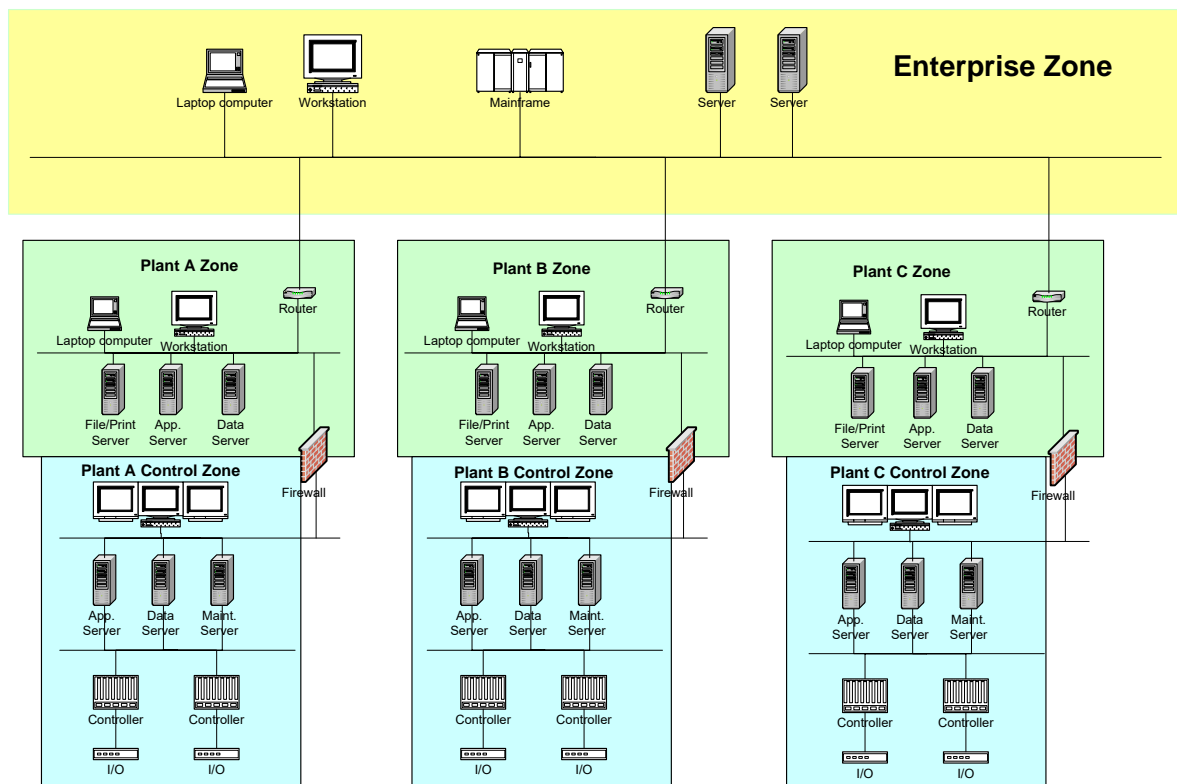 Enterprise Zone
Laptop computer
Workstation
Mainframe
Server
Server
Plant A Zone
Router
Laptop computer
Workstation
File/Print
Server
App.
Server
Data
Server
Plant A Control Zone
Firewall
App.
Server
Data
Server
Maint.
Server
Controller
Controller
I/O
I/O
Plant B Zone
Router
Laptop computer
Workstation
File/Print
Server
App.
Server
Data
Server
Plant B Control Zone
Firewall
App.
Server
Data
Server
Maint.
Server
Controller
Controller
I/O
I/O
Plant C Zone
Router
Laptop computer
Workstation
File/Print
Server
App.
Server
Data
Server
Plant C Control Zone
Firewall
App.
Server
Data
Server
Maint.
Server
Controller
Controller
I/O
I/O